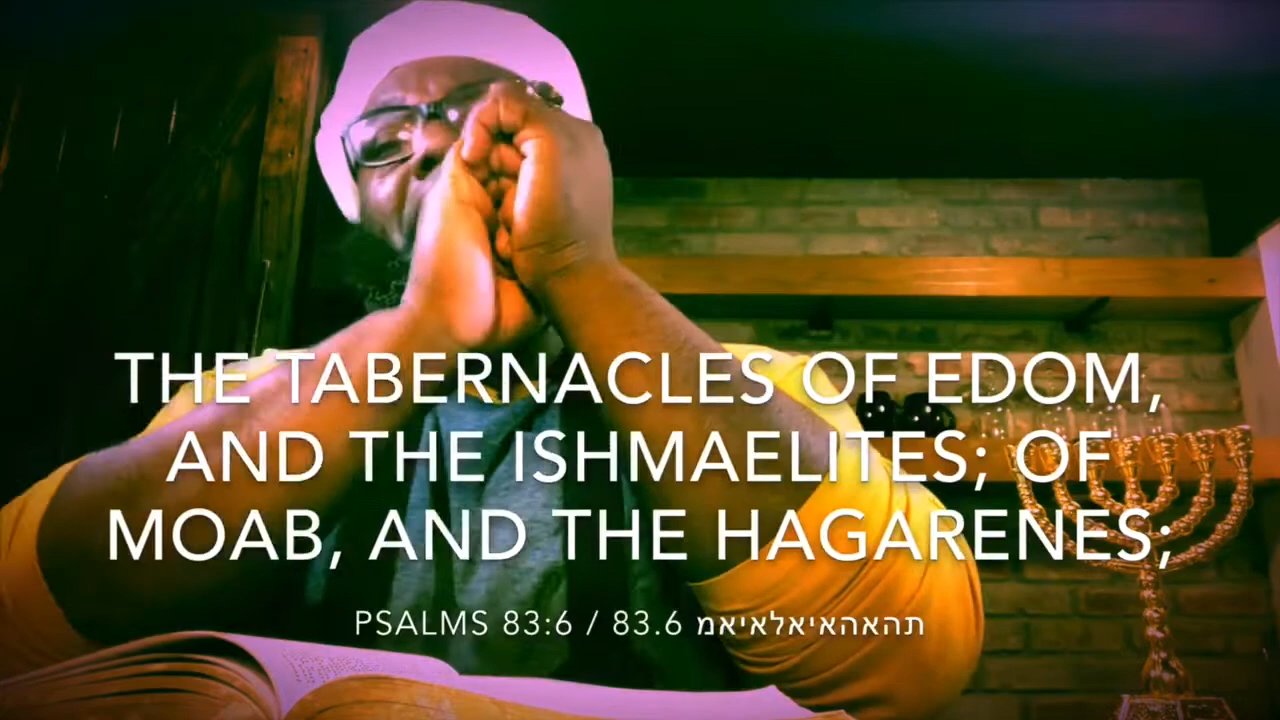 THE TABERNACLES OF EDOM,
AND THE ISHMAELITES; OF
MOAB, AND THE HAGARENES;
PSALMS 83:6 / 83.6 תהאהאיאלאיאמ